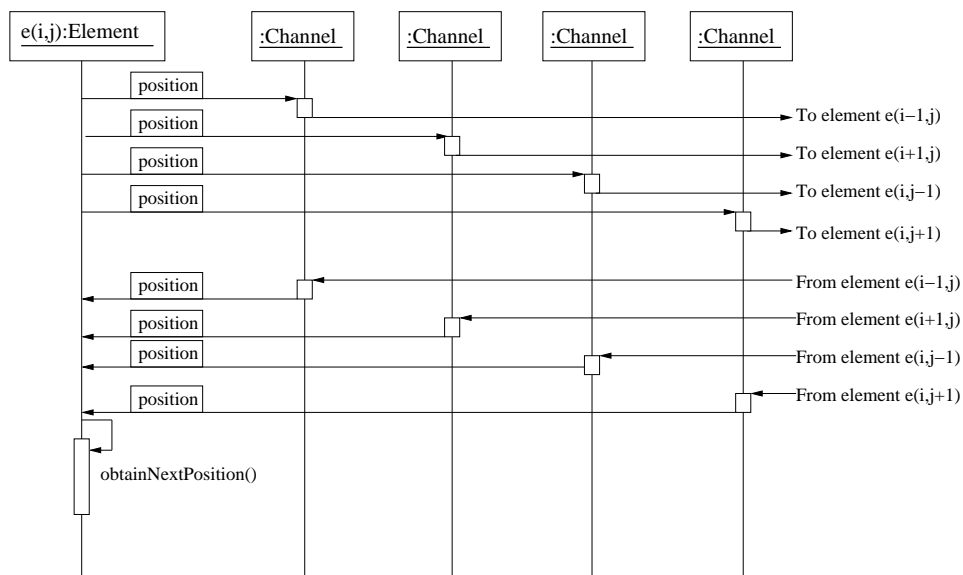 e(i,j):Element
:Channel
:Channel
:Channel
:Channel
position
To element e(i−1,j)
position
To element e(i+1,j)
position
To element e(i,j−1)
position
To element e(i,j+1)
From element e(i−1,j)
position
From element e(i+1,j)
position
From element e(i,j−1)
position
From element e(i,j+1)
position
obtainNextPosition()